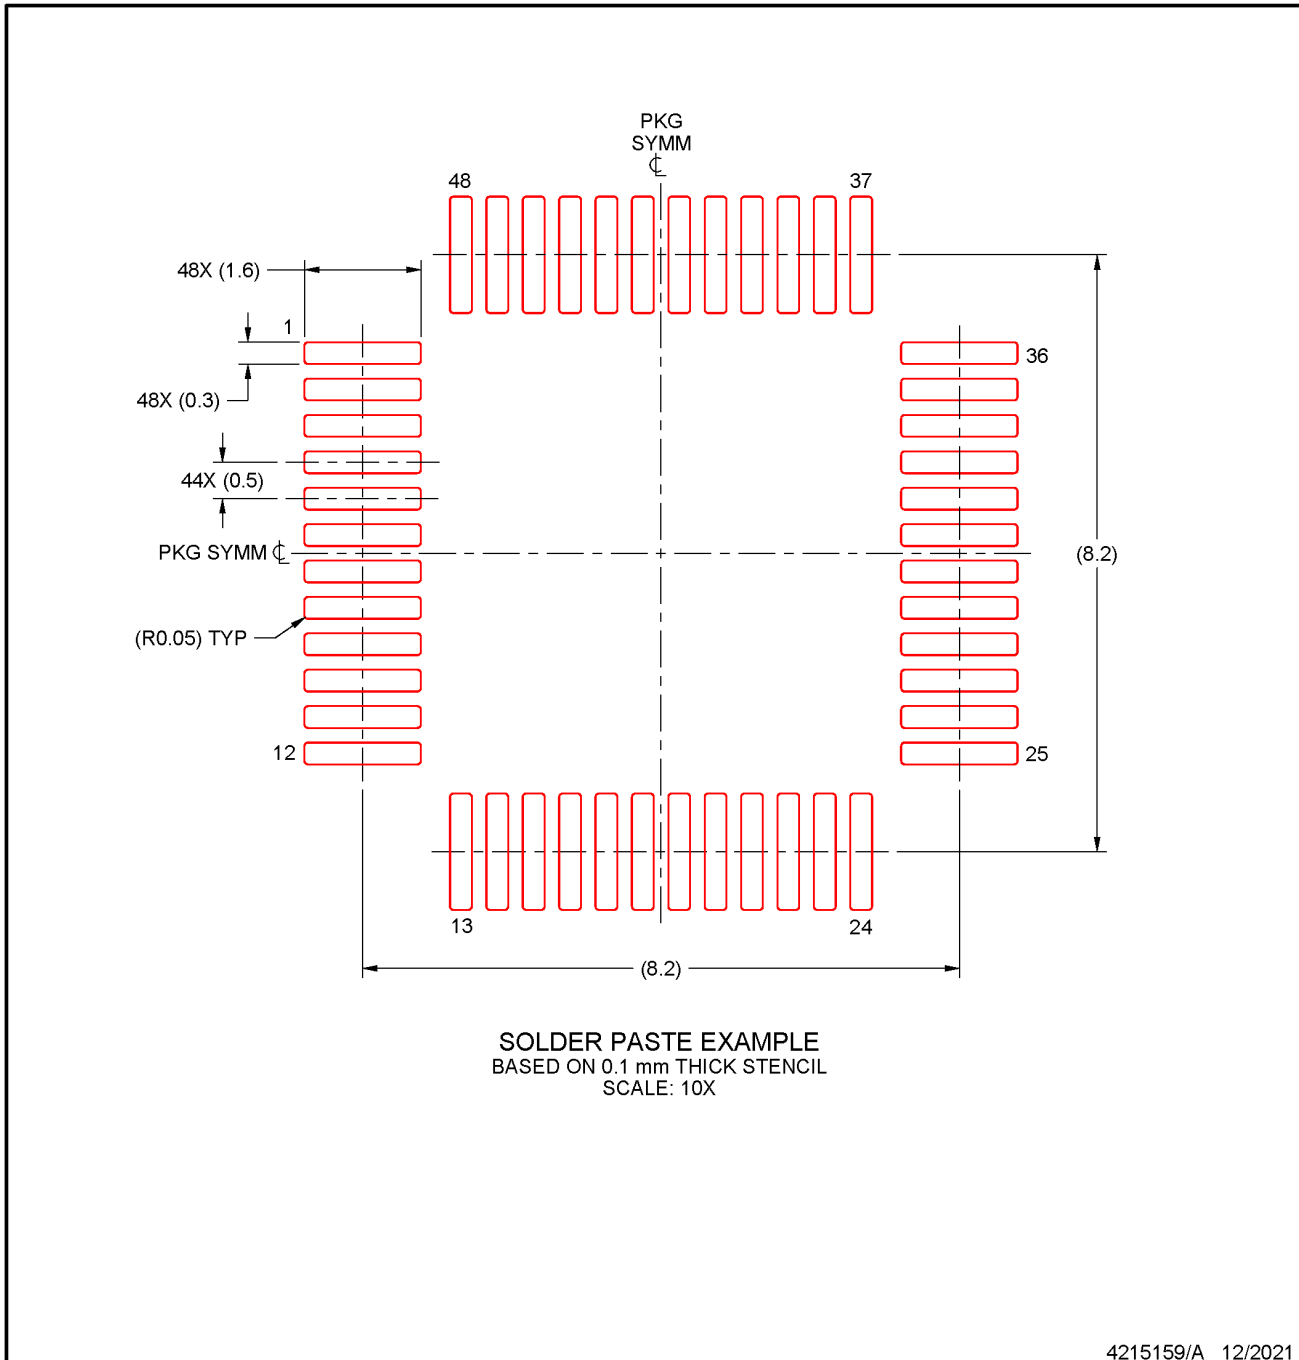 PKG
SYMM
48
37
48X (1.6)
1
36
48X (0.3)
44X (0.5)
PKG SYMM
(8.2)
(R0.05) TYP
12
25
13
24
(8.2)
SOLDER PASTE EXAMPLE
BASED ON 0.1 mm THICK STENCIL
SCALE: 10X
4215159/A 12/2021